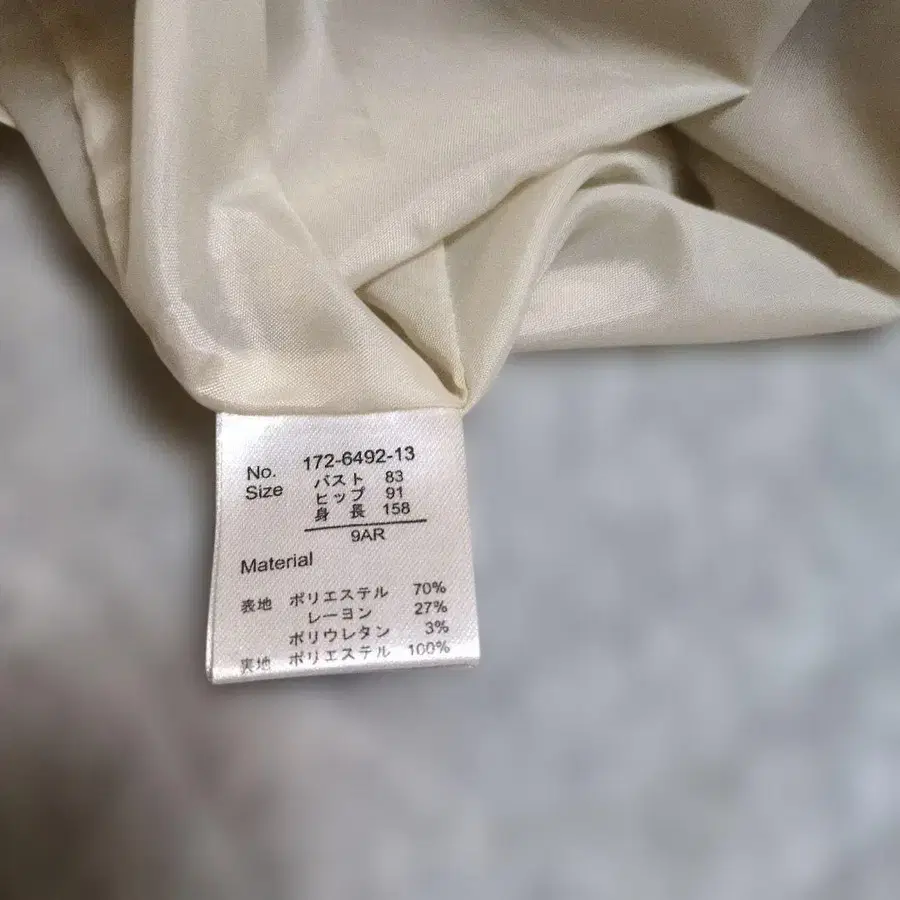 No. 172-6492-13
Size バスト 83
ヒップ 91
身長 158
9AR
Material
表地 ポリエステル 70%
レーヨン 27%
ポリウレタン 3%
裏地 ポリエステル 100%